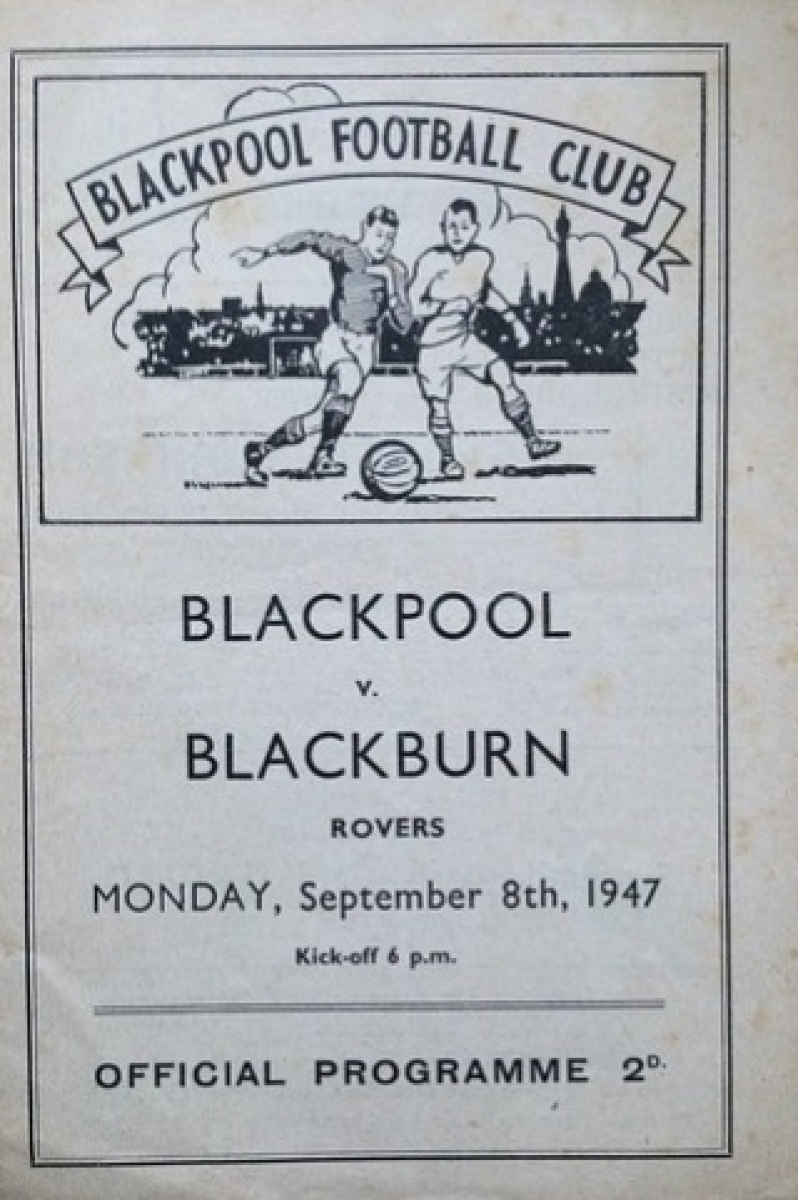 BLACKPOOL FOOTBALL CLUB
BLACKPOOL
v.
BLACKBURN
ROVERS
MONDAY, September 8th, 1947
Kick-off 6 p.m.
OFFICIAL PROGRAMME 2D.